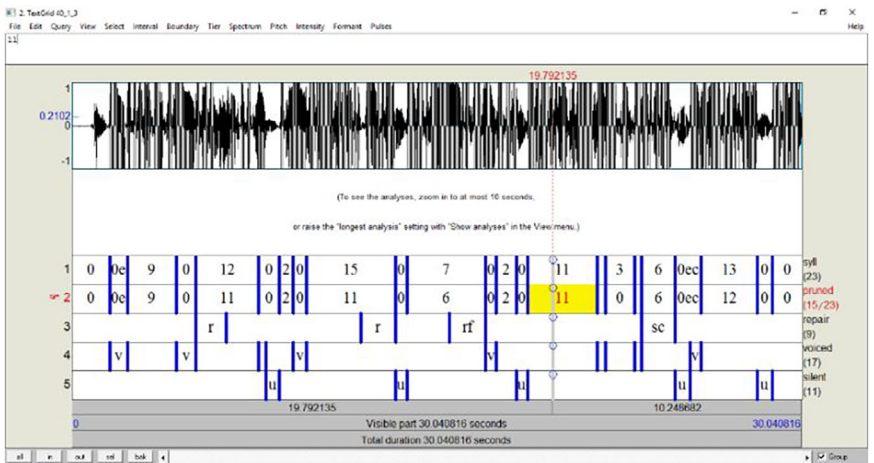 2. TextGrid 40_1_3
File Edit Query View Select Interval Boundary Tier Spectrum Pitch Intensity Formant Pulses Help
11
19.792135
1
0.2102
0
-1
(To see the analyses, zoom in to at most 10 seconds,
or raise the "longest analysis" setting with "Show analyses" in the View menu.)
1 0 0e 9 0 12 0 2 0 15 0 7 0 2 0 11 3 6 0ec 13 0 0 syll (23)
2 0 0e 9 0 11 0 2 0 11 0 6 0 2 0 11 0 6 0ec 12 0 0 pruned (15/23)
3 r r rf sc repair (9)
4 v v v v v voiced (17)
5 u u u u u silent (11)
19.792135 10.248682
0 Visible part 30.040816 seconds 30.040816
Total duration 30.040816 seconds
all in out sel bak Group